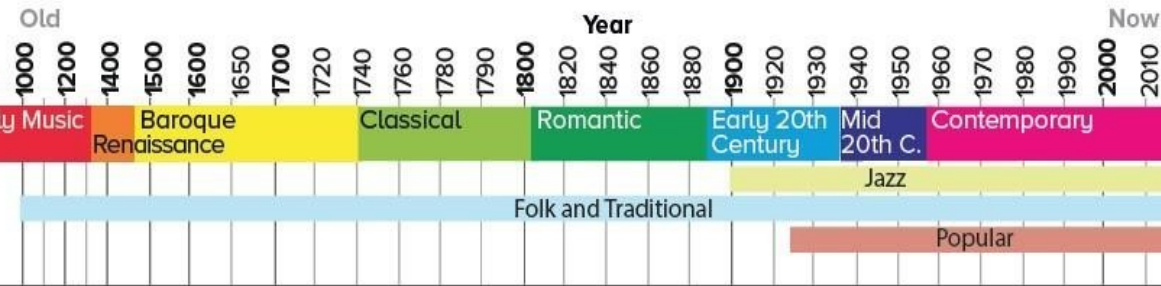 Old
Year
Now
1000 1200 1400 1500 1600 1650 1700 1720 1740 1760 1780 1790 1800 1820 1840 1860 1880 1900 1920 1930 1940 1950 1960 1970 1980 1990 2000 2010
ly Music
Renaissance
Baroque
Classical
Romantic
Early 20th
Century
Mid
20th C.
Contemporary
Jazz
Folk and Traditional
Popular